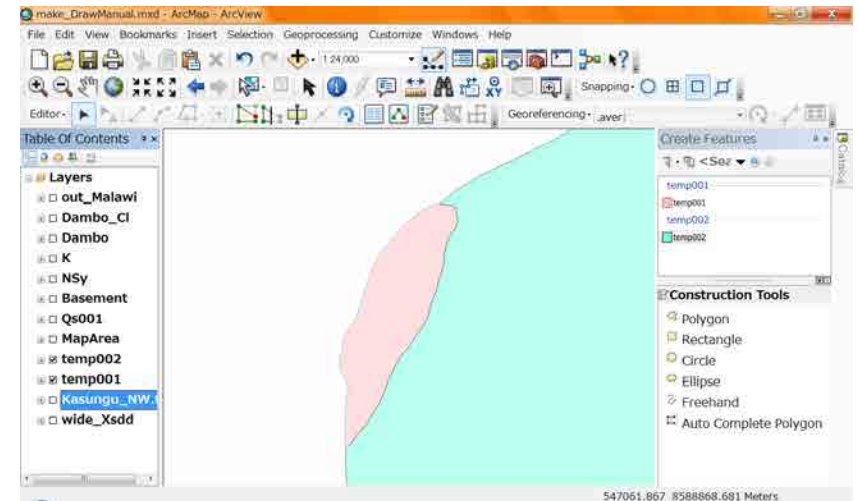 make_DrawManual.mxd - ArcMap - ArcView
File Edit View Bookmarks Insert Selection Geoprocessing Customize Windows Help
1:24,000
Snapping
Editor
Georeferencing
Table Of Contents
Layers
out_Malawi
Dambo_Cl
Dambo
K
NSy
Basement
Qs001
MapArea
temp002
temp001
Kasungu_NW.
wide_Xsdd
Create Features
temp001
temp001
temp002
temp002
Construction Tools
Polygon
Rectangle
Circle
Ellipse
Freehand
Auto Complete Polygon
Catalog
547061.867 8588868.681 Meters